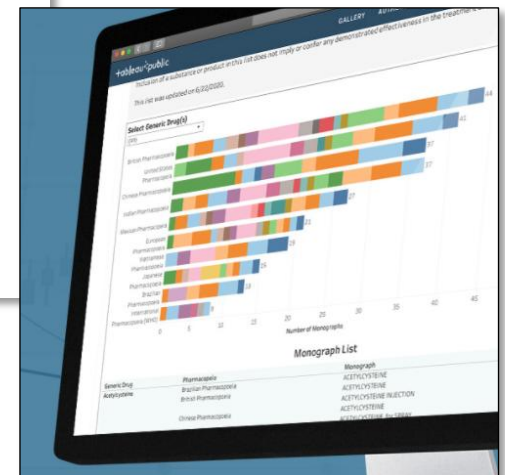 GALLERY
tableau public
Inclusion of a substance or product in this list does not imply or confer any demonstrated effectiveness in the treatment
This list was updated on 6/22/2020.
Select Generic Drug(s)
British Pharmacopoeia 44
United States Pharmacopeia 41
Chinese Pharmacopoeia 37
Indian Pharmacopoeia 37
Mexican Pharmacopoeia 27
European Pharmacopoeia 21
Vietnamese Pharmacopoeia
Japanese Pharmacopoeia
Brazilian Pharmacopoeia
International Pharmacopoeia (WHO)
0 5 10 15 20 25 30 35 40 45
Number of Monographs
Monograph List
Generic Drug Pharmacopeia Monograph
Acetylcysteine Brazilian Pharmacopoeia ACETYLCYSTEINE
British Pharmacopoeia ACETYLCYSTEINE
ACETYLCYSTEINE INJECTION
Chinese Pharmacopoeia ACETYLCYSTEINE